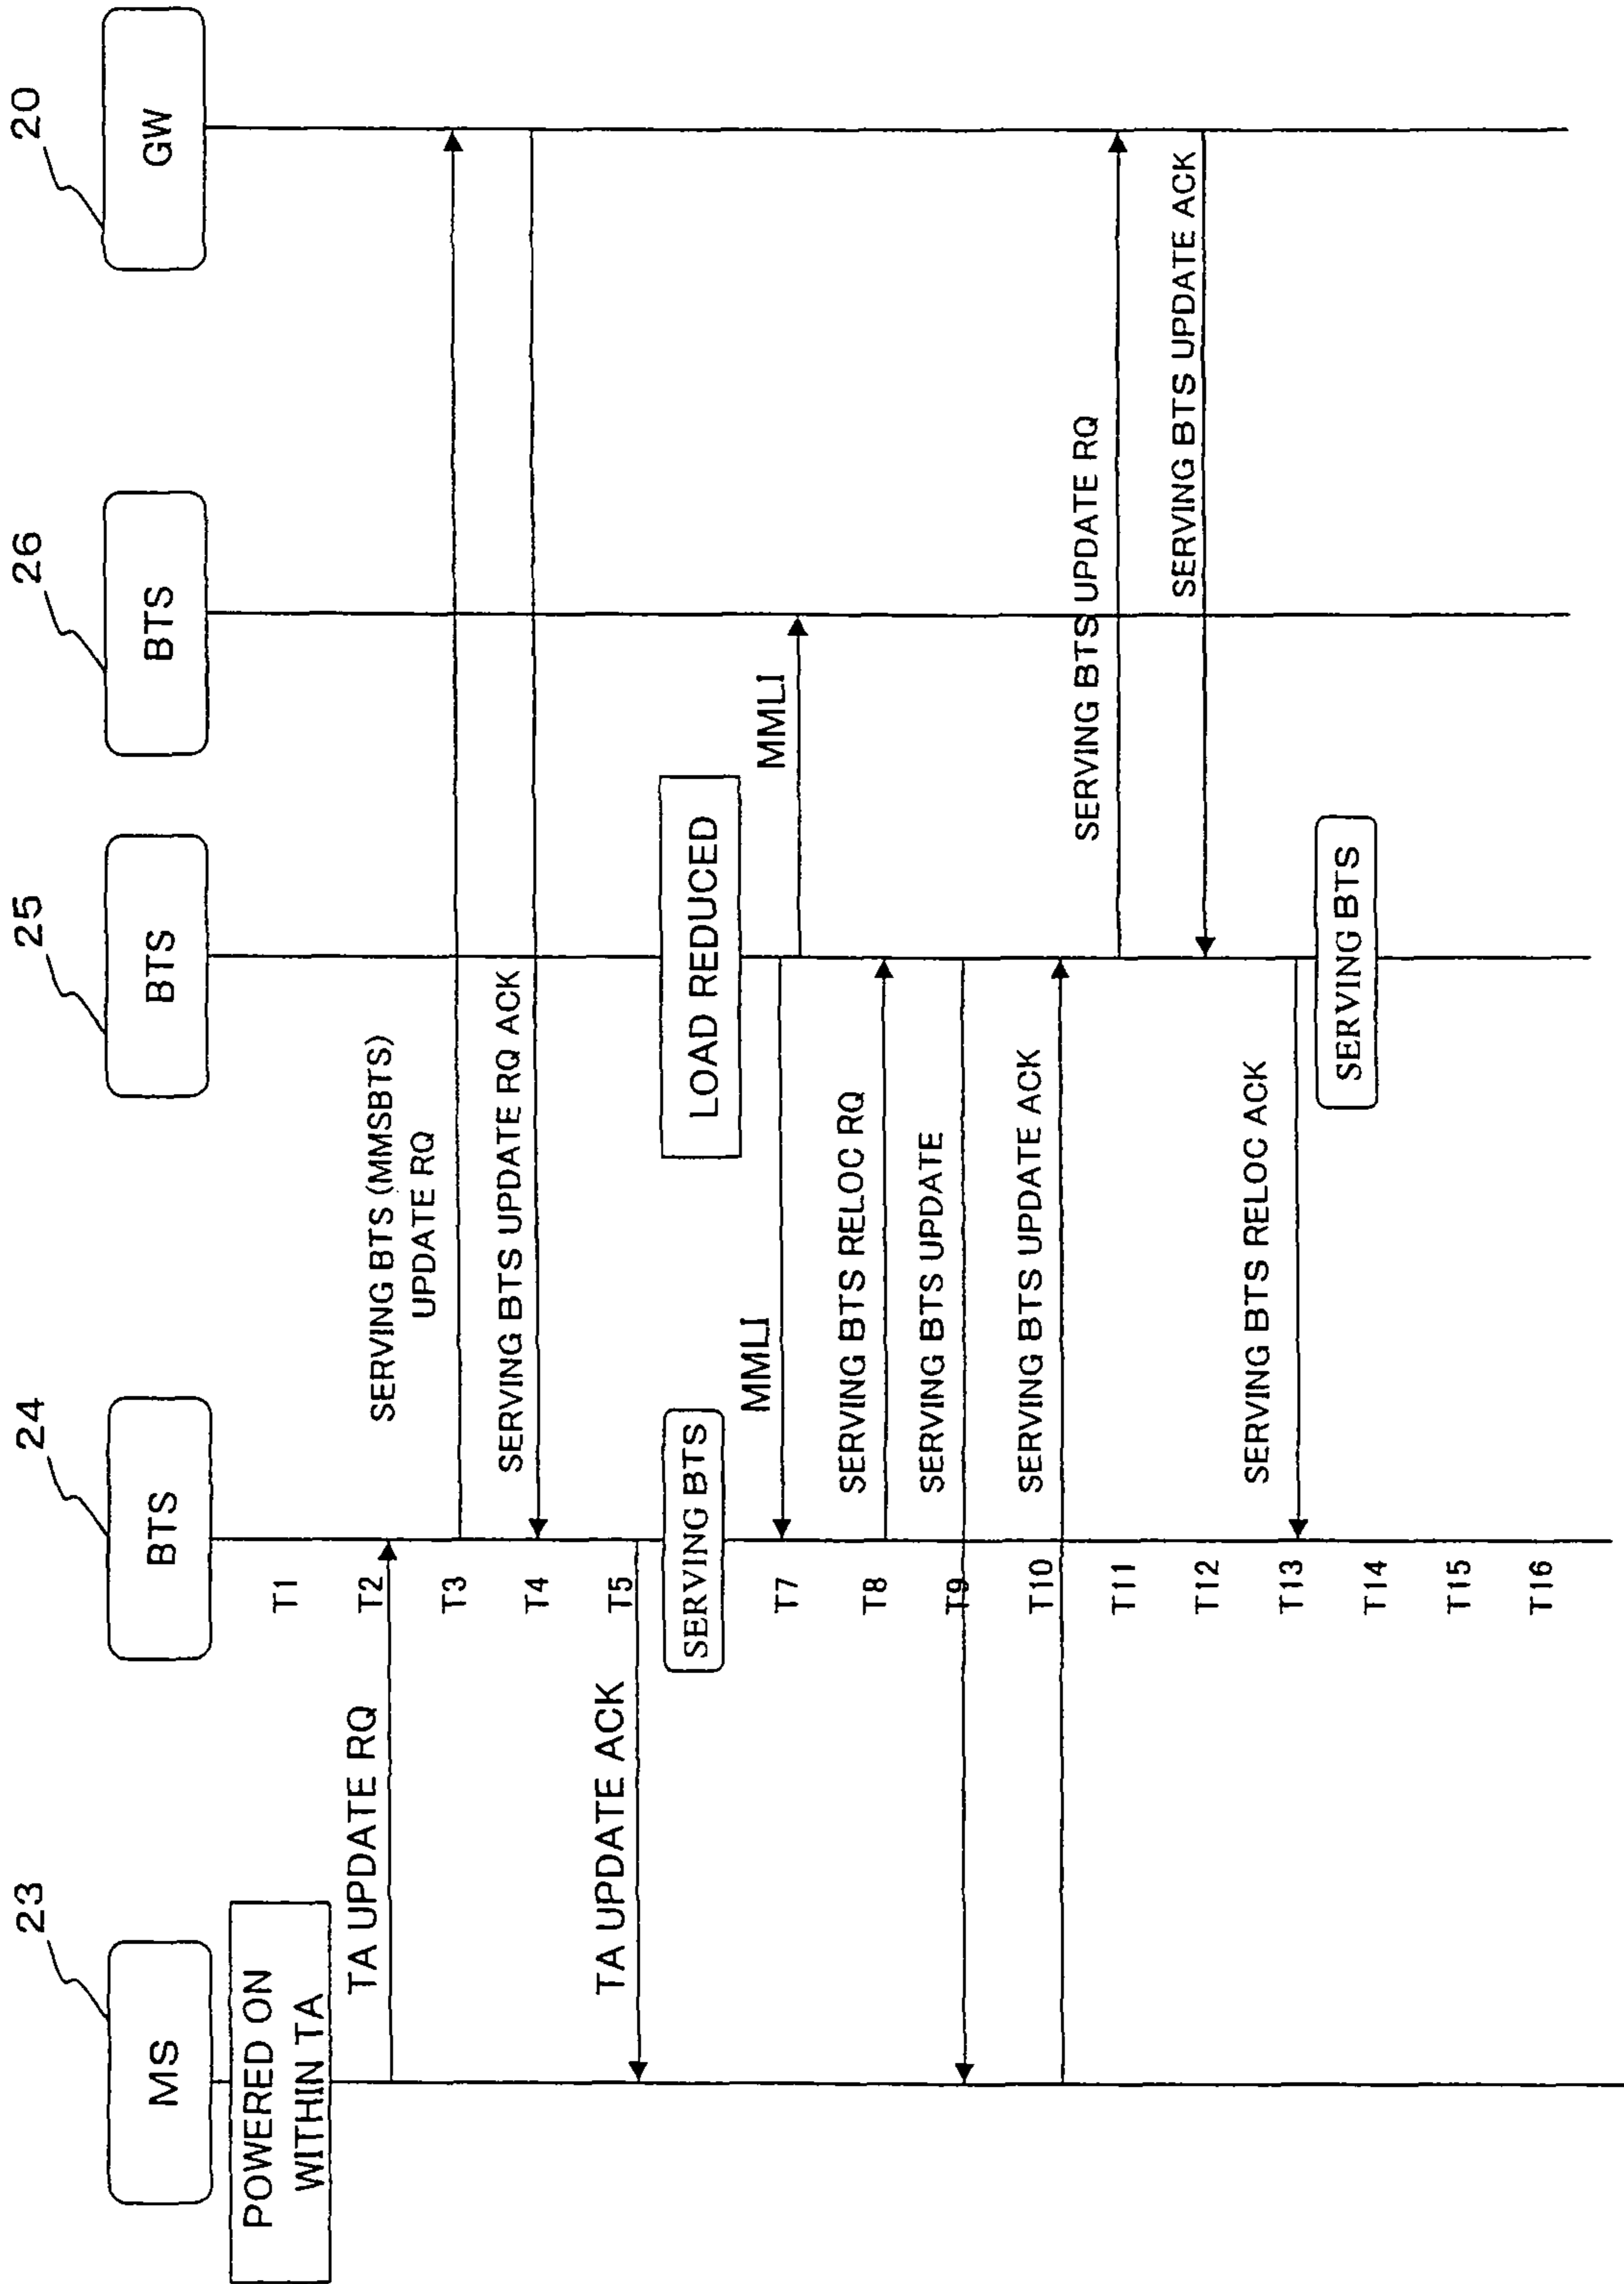 23
24
25
26
20
MS
BTS
BTS
BTS
GW
POWERED ON
WITHIN TA
T1
TA UPDATE RQ
T2
SERVING BTS (MMSBTS)
UPDATE RQ
T3
SERVING BTS UPDATE RQ ACK
T4
TA UPDATE ACK
T5
SERVING BTS
LOAD REDUCED
T7
MMLI
MMLI
T8
SERVING BTS RELOC RQ
T9
SERVING BTS UPDATE
T10
SERVING BTS UPDATE ACK
T11
SERVING BTS UPDATE RQ
T12
SERVING BTS UPDATE ACK
T13
SERVING BTS RELOC ACK
SERVING BTS
T14
T15
T16